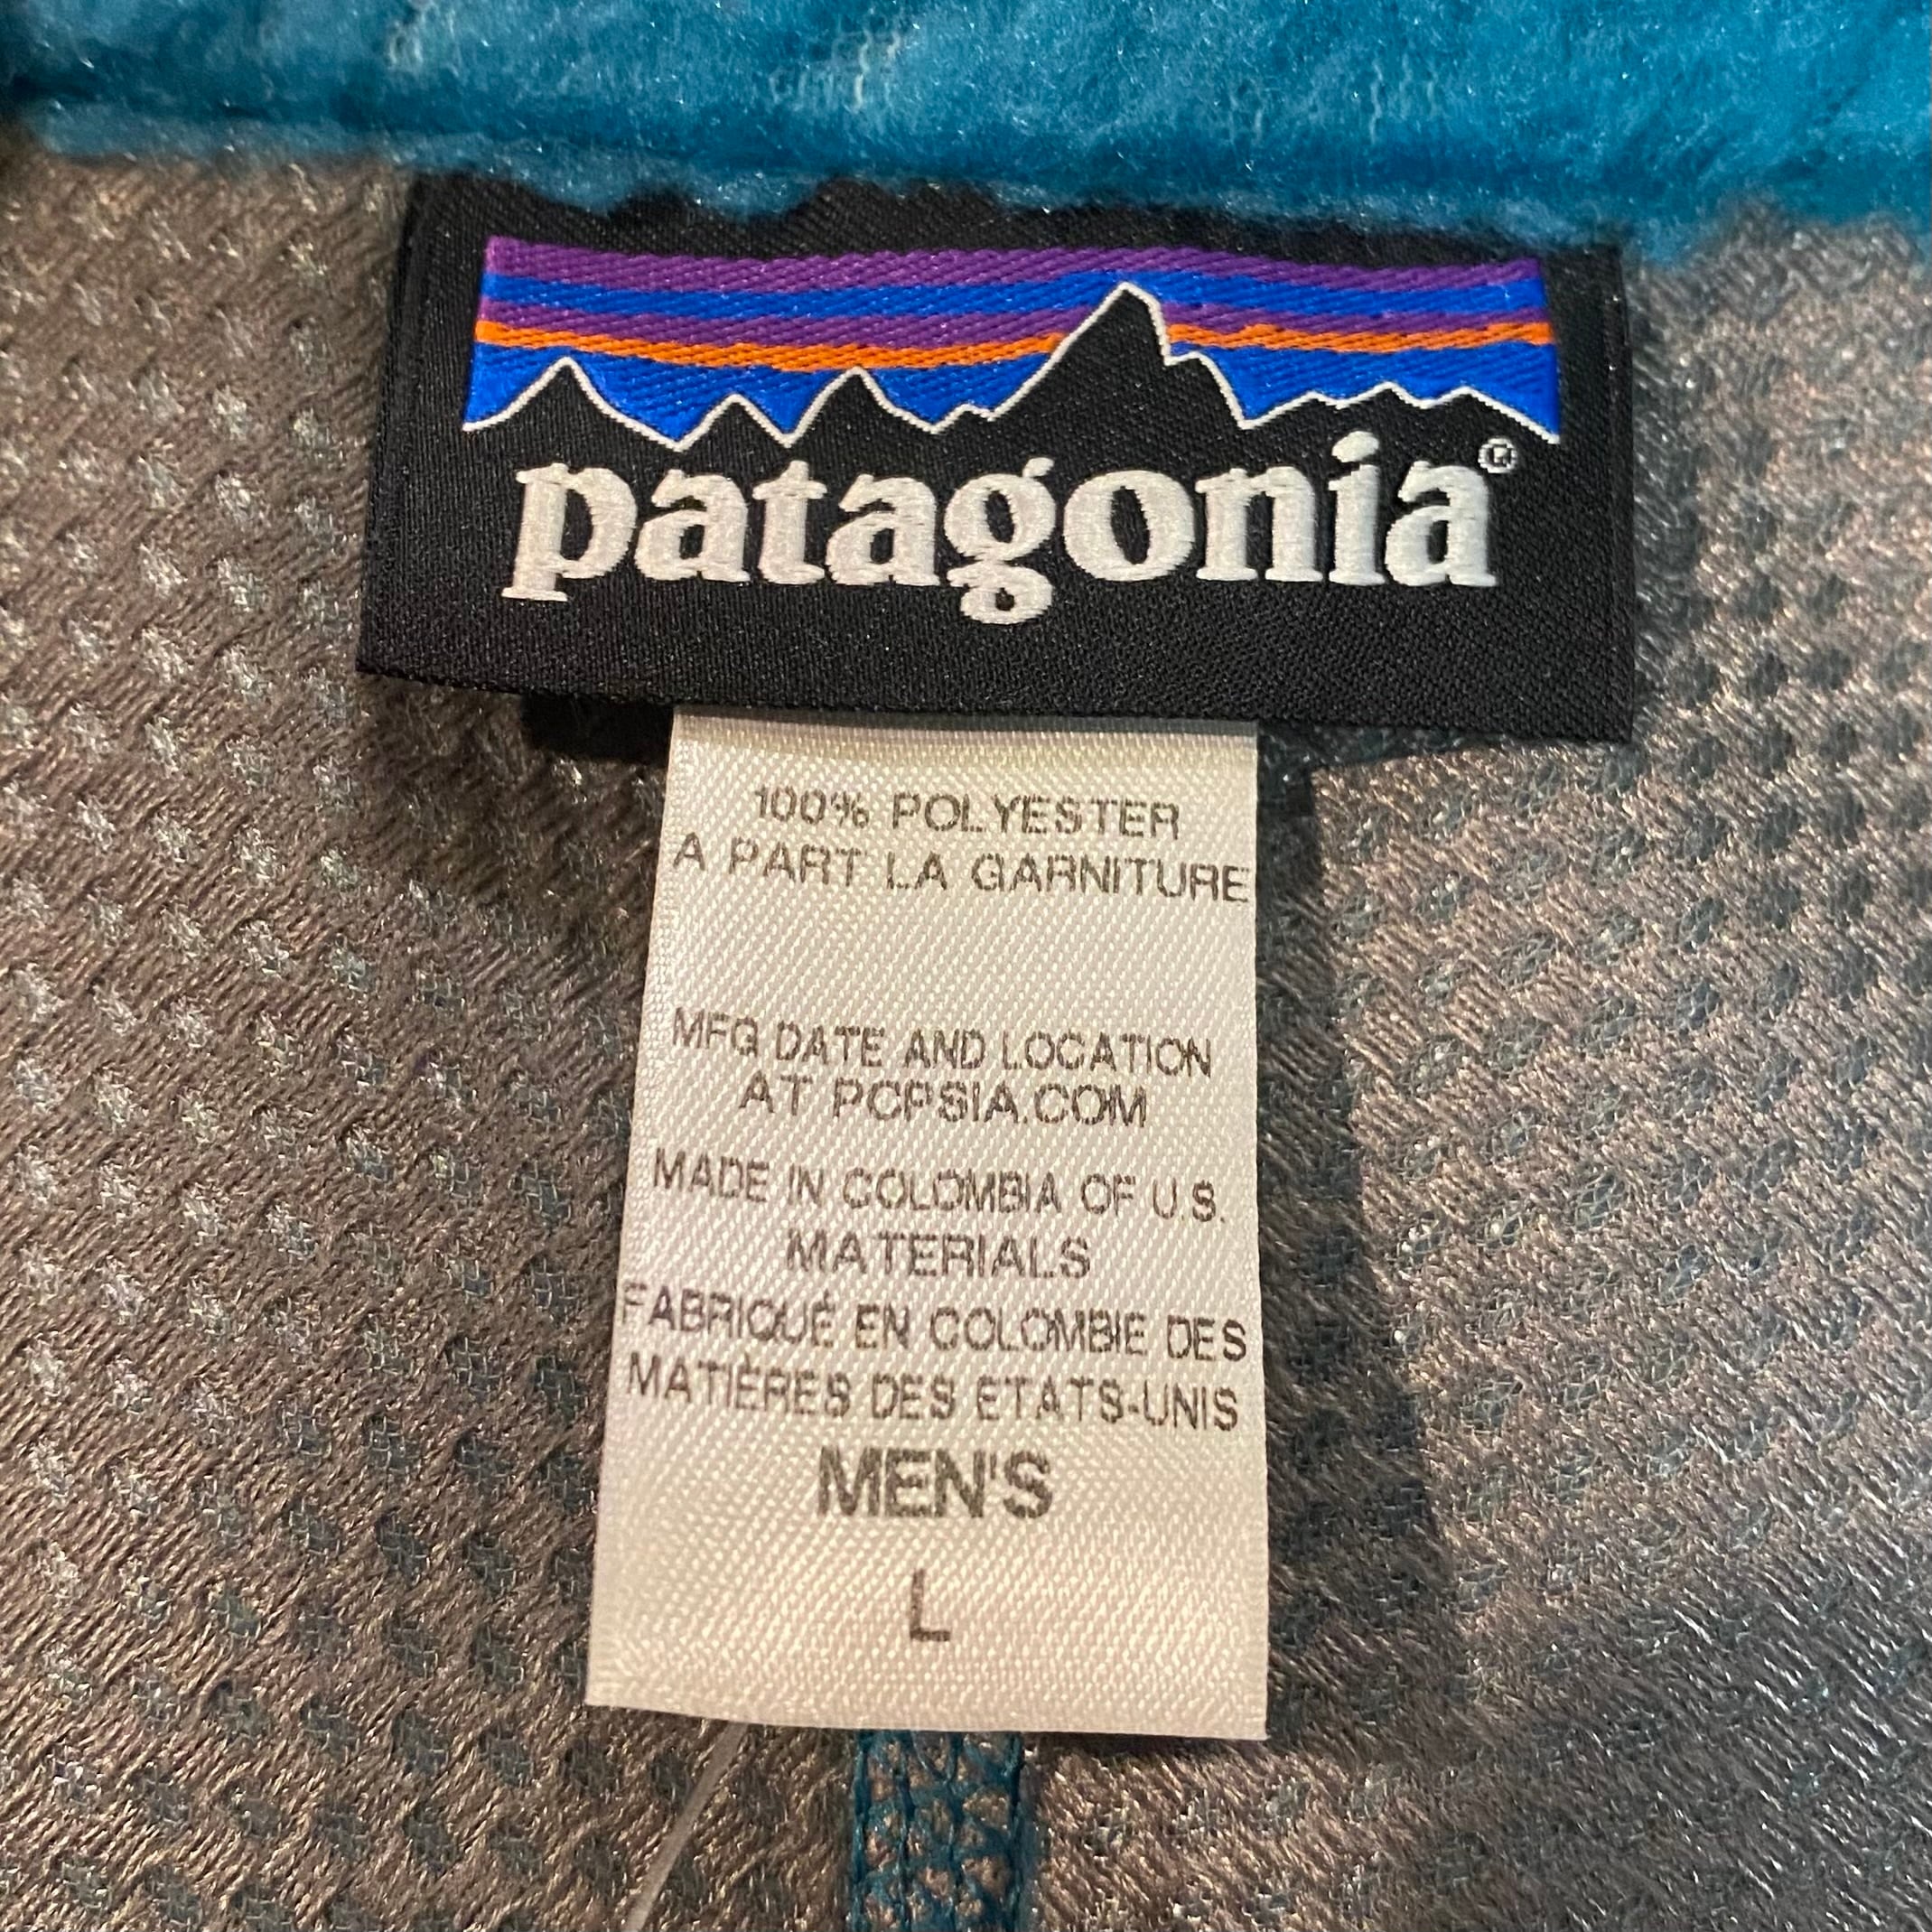 patagonia®
100% POLYESTER
A PART LA GARNITURE
MFG DATE AND LOCATION
AT PCPSIA.COM
MADE IN COLOMBIA OF U.S.
MATERIALS
FABRIQUÉ EN COLOMBIE DES
MATIÈRES DES ETATS-UNIS
MEN'S
L